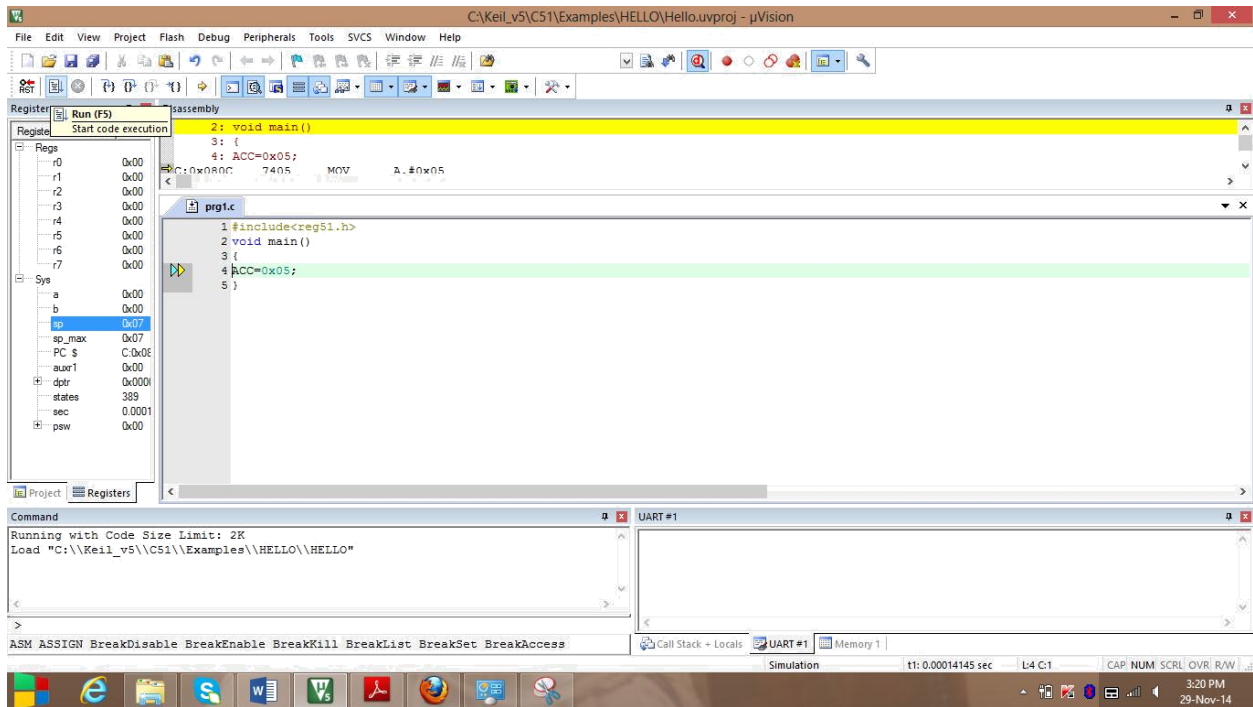 C:\Keil_v5\C51\Examples\HELLO\Hello.uvproj - µVision
File Edit View Project Flash Debug Peripherals Tools SVCS Window Help
RST
Disassembly
Run (F5)
Start code execution
2: void main()
3: {
4: ACC=0x05;
C:0x080C 7405 MOV A,#0x05
Regs
r0 0x00
r1 0x00
r2 0x00
r3 0x00
r4 0x00
r5 0x00
r6 0x00
r7 0x00
Sys
a 0x00
b 0x00
sp 0x07
sp_max 0x07
PC $ C:0x08
auxr1 0x00
dptr 0x000
states 389
sec 0.0001
psw 0x00
Project Registers
prg1.c
1 #include<reg51.h>
2 void main()
3 {
4 ACC=0x05;
5 }
Command
Running with Code Size Limit: 2K
Load "C:\\Keil_v5\\C51\\Examples\\HELLO\\HELLO"
>
ASM ASSIGN BreakDisable BreakEnable BreakKill BreakList BreakSet BreakAccess
UART #1
Call Stack + Locals UART #1 Memory 1
Simulation t1: 0.00014145 sec L:4 C:1 CAP NUM SCRL OVR R/W
3:20 PM
29-Nov-14